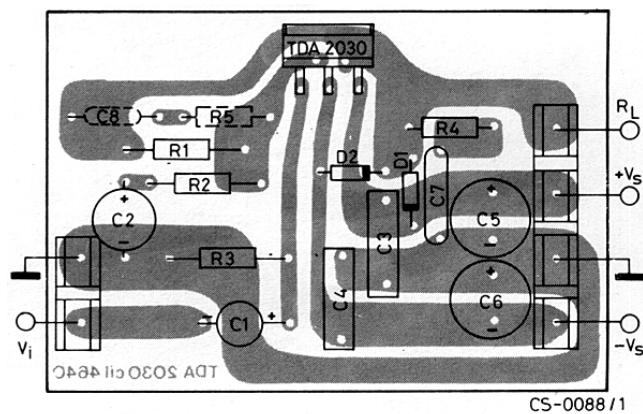 TDA 2030
C8
R5
R1
R2
C2
R3
C1
D2
D1
R4
C7
C3
C4
C5
C6
RL
+Vs
-Vs
Vi
+
−
−
+
+
−
+
−
TDA 2030 cil 464C
CS-0088/1